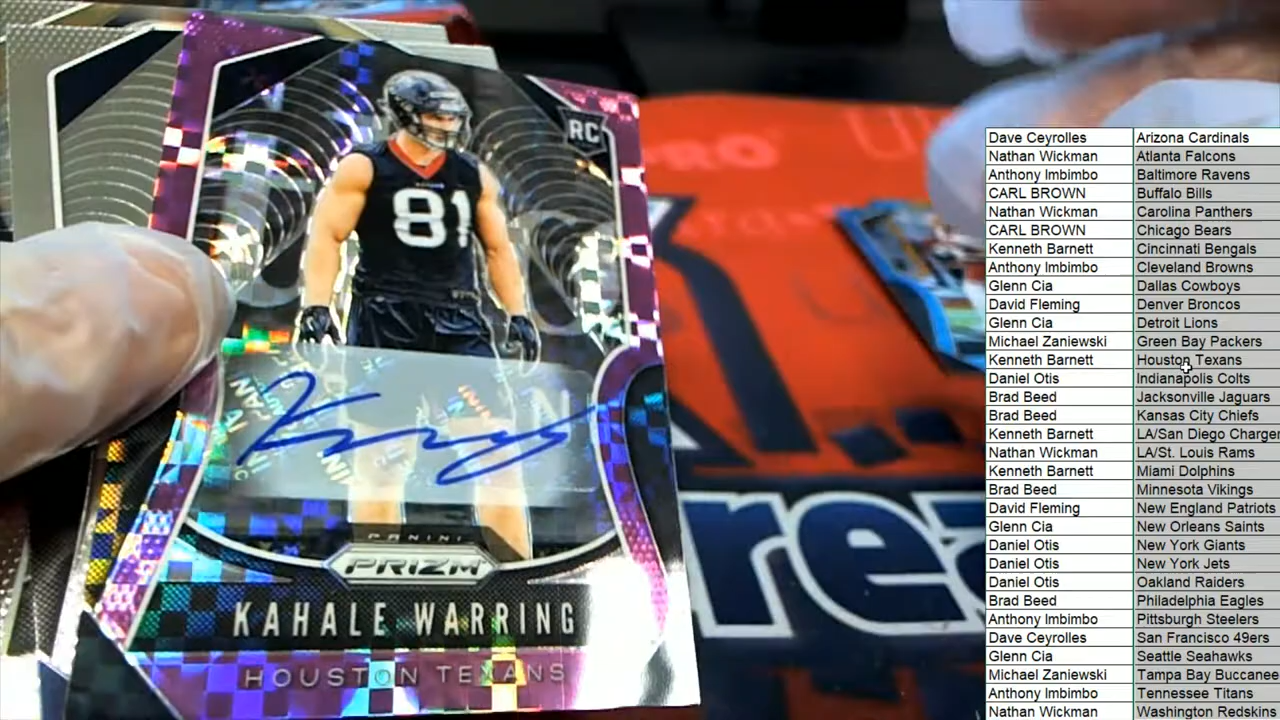 RC
81
PANINI
PRIZM
KAHALE WARRING
HOUSTON TEXANS
PRO
rea
Dave Ceyrolles Arizona Cardinals
Nathan Wickman Atlanta Falcons
Anthony Imbimbo Baltimore Ravens
CARL BROWN Buffalo Bills
Nathan Wickman Carolina Panthers
CARL BROWN Chicago Bears
Kenneth Barnett Cincinnati Bengals
Anthony Imbimbo Cleveland Browns
Glenn Cia Dallas Cowboys
David Fleming Denver Broncos
Glenn Cia Detroit Lions
Michael Zaniewski Green Bay Packers
Kenneth Barnett Houston Texans
Daniel Otis Indianapolis Colts
Brad Beed Jacksonville Jaguars
Brad Beed Kansas City Chiefs
Kenneth Barnett LA/San Diego Charger
Nathan Wickman LA/St. Louis Rams
Kenneth Barnett Miami Dolphins
Brad Beed Minnesota Vikings
David Fleming New England Patriots
Glenn Cia New Orleans Saints
Daniel Otis New York Giants
Daniel Otis New York Jets
Daniel Otis Oakland Raiders
Brad Beed Philadelphia Eagles
Anthony Imbimbo Pittsburgh Steelers
Dave Ceyrolles San Francisco 49ers
Glenn Cia Seattle Seahawks
Michael Zaniewski Tampa Bay Buccanee
Anthony Imbimbo Tennessee Titans
Nathan Wickman Washington Redskins